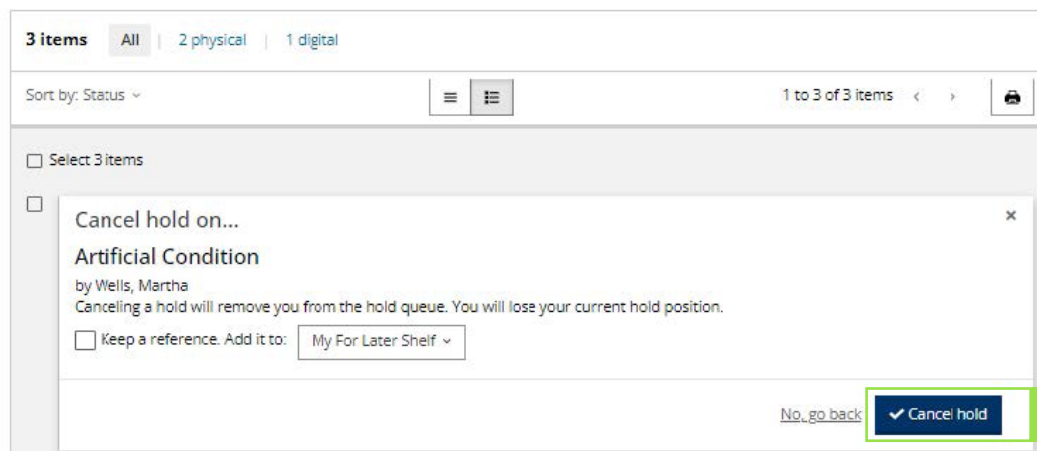 3 items All | 2 physical | 1 digital
Sort by: Status 1 to 3 of 3 items
Select 3 items
Cancel hold on...
Artificial Condition
by Wells, Martha
Canceling a hold will remove you from the hold queue. You will lose your current hold position.
Keep a reference. Add it to: My For Later Shelf
No, go back Cancel hold